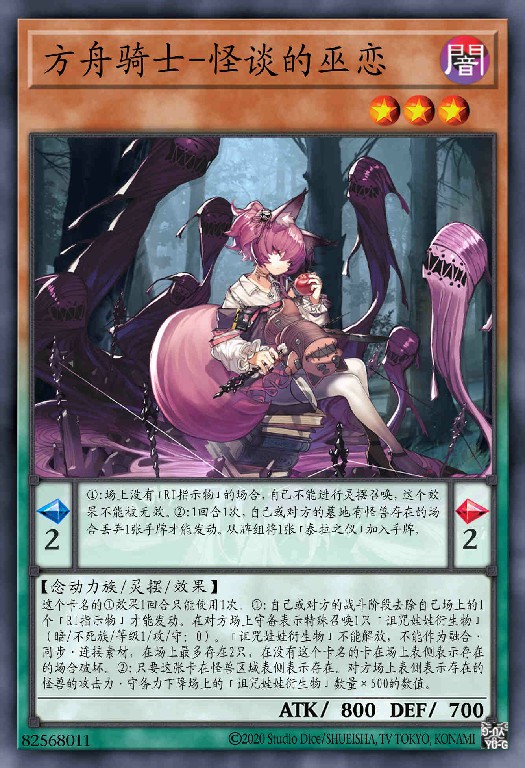 方舟骑士-怪谈的巫恋
闇
①:场上没有「RI指示物」的场合,自己不能进行灵摆召唤,这个效
果不能被无效。②:1回合1次,自己或对方的墓地有怪兽存在的场
合丢弃1张手牌才能发动。从牌组将1张「泰拉之仪」加入手牌。
2
2
【念动力族/灵摆/效果】
这个卡名的①效果1回合只能使用1次。①:自己或对方的战斗阶段去除自己场上的1
个「RI指示物」才能发动。在对方场上守备表示特殊召唤1只「诅咒娃娃衍生物」
(暗/不死族/等级1/攻/守:0)。「诅咒娃娃衍生物」不能解放,不能作为融合·
同步·连接素材,在场上最多存在2只,在没有这个卡名的卡在场上表侧表示存在
的场合破坏。②:只要这张卡在怪兽区域表侧表示存在,对方场上表侧表示存在的
怪兽的攻击力·守备力下降场上的「诅咒娃娃衍生物」数量×500的数值。
ATK/ 800 DEF/ 700
82568011
©2020 Studio Dice/SHUEISHA, TV TOKYO, KONAMI